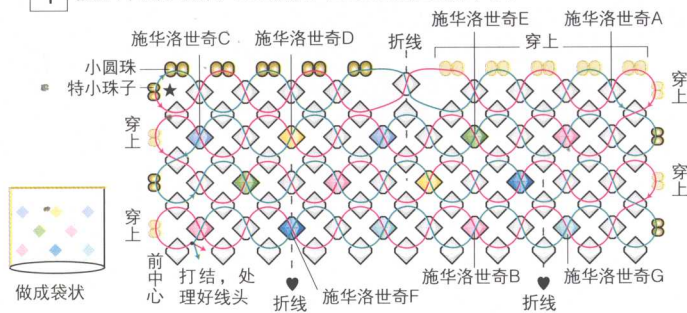 1
施华洛世奇E
施华洛世奇A
施华洛世奇C
施华洛世奇D
折线
穿上
小圆珠
特小珠子
★
穿上
穿上
穿上
穿上
前中心
打结，处
理好线头
施华洛世奇B
施华洛世奇G
做成袋状
折线
施华洛世奇F
折线